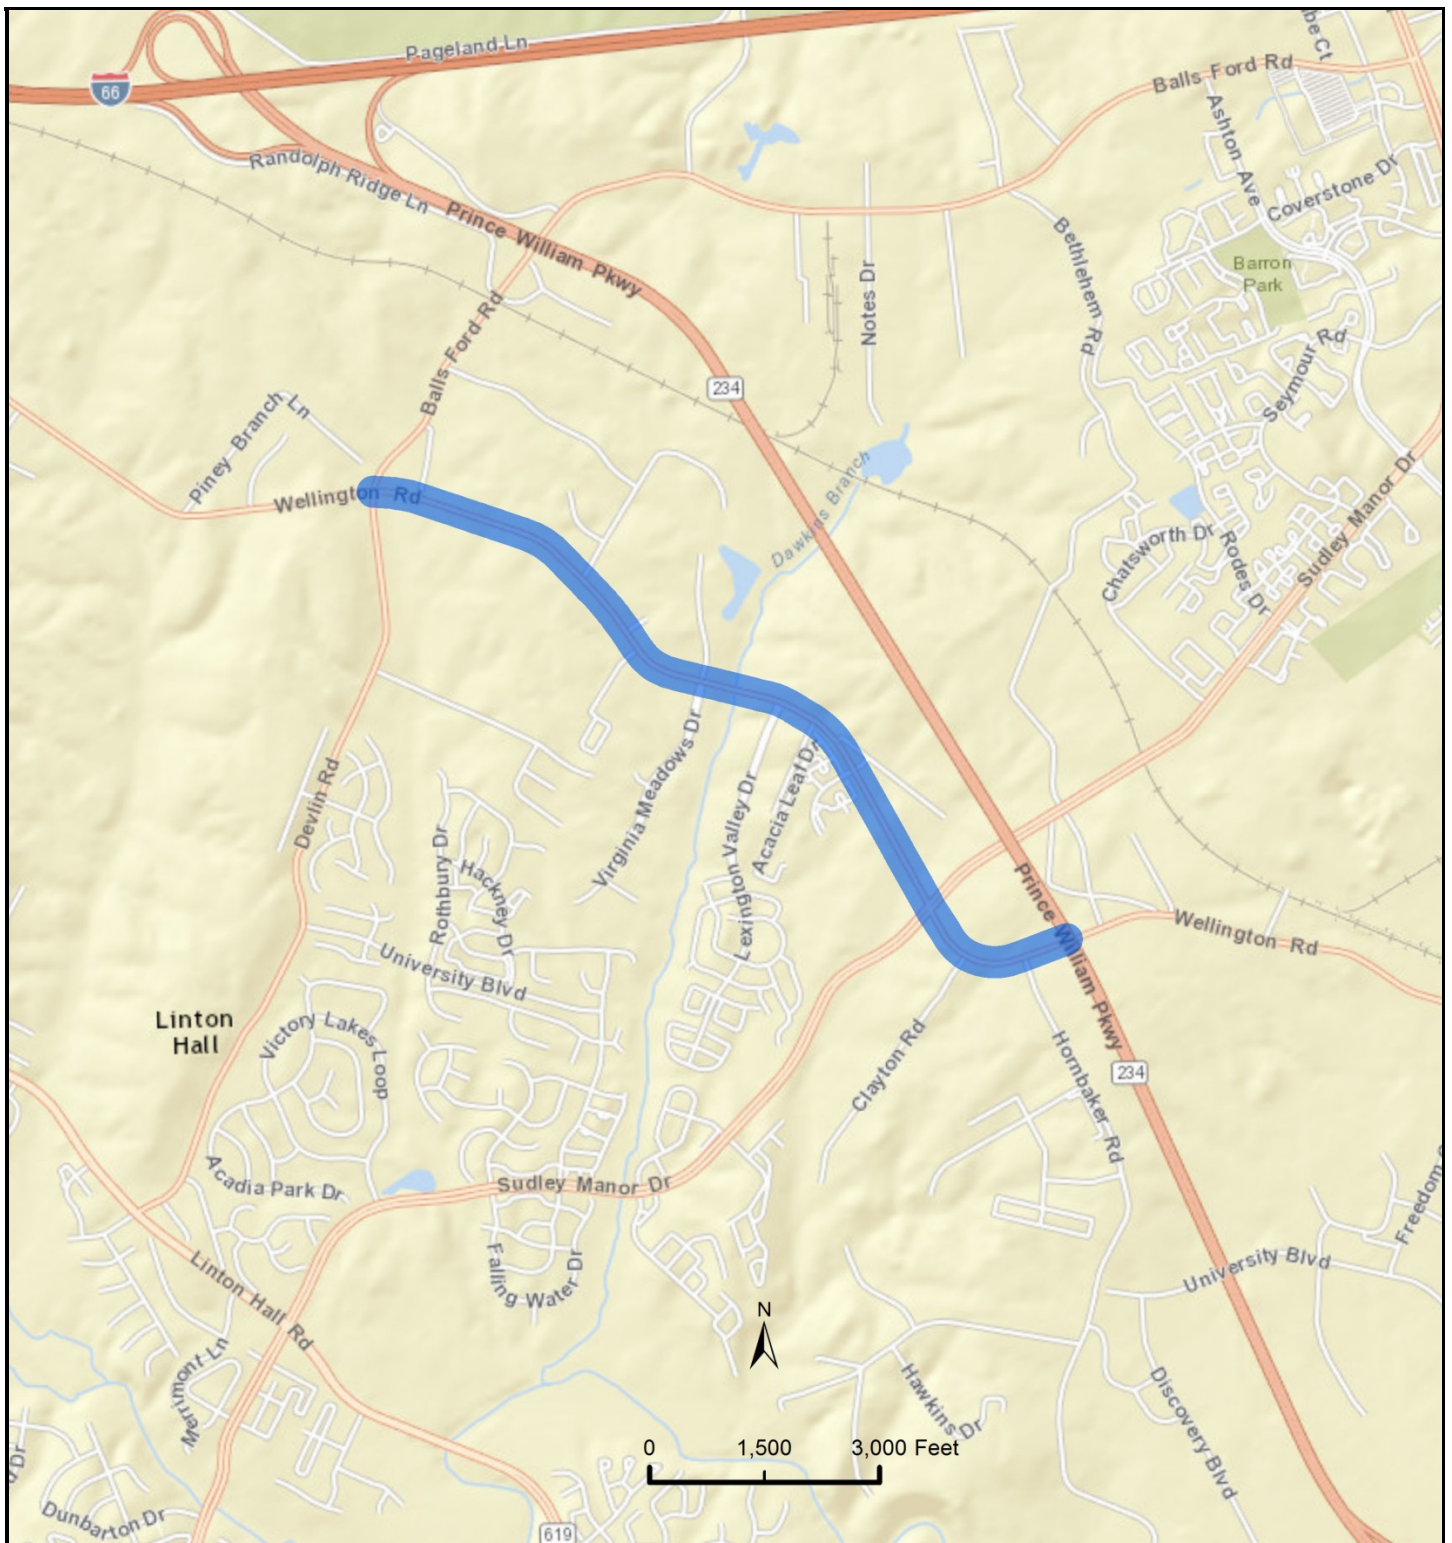 Pageland Ln
66
Balls Ford Rd
be Ct
Ashton Ave
Randolph Ridge Ln
Coverstone Dr
Prince William Pkwy
Bethlehem Rd
Barron
Park
Notes Dr
Balls Ford Rd
Seymour Rd
234
Piney Branch Ln
Wellington Rd
Dawkins Branch
Sudley Manor Dr
Chatsworth Dr
Rodes Dr
Devlin Rd
Virginia Meadows Dr
Lexington Valley Dr
Acacia Leaf Dr
Rothbury Dr
Hackney Dr
Prince William Pkwy
Wellington Rd
University Blvd
Linton
Hall
Victory Lakes Loop
Clayton Rd
Hornbaker Rd
234
Acadia Park Dr
Sudley Manor Dr
Freedom
Linton Hall Rd
Falling Water Dr
University Blvd
N
Merrymont Ln
Hawkins Dr
Discovery Blvd
0 1,500 3,000 Feet
Dr
Dunbarton Dr
619